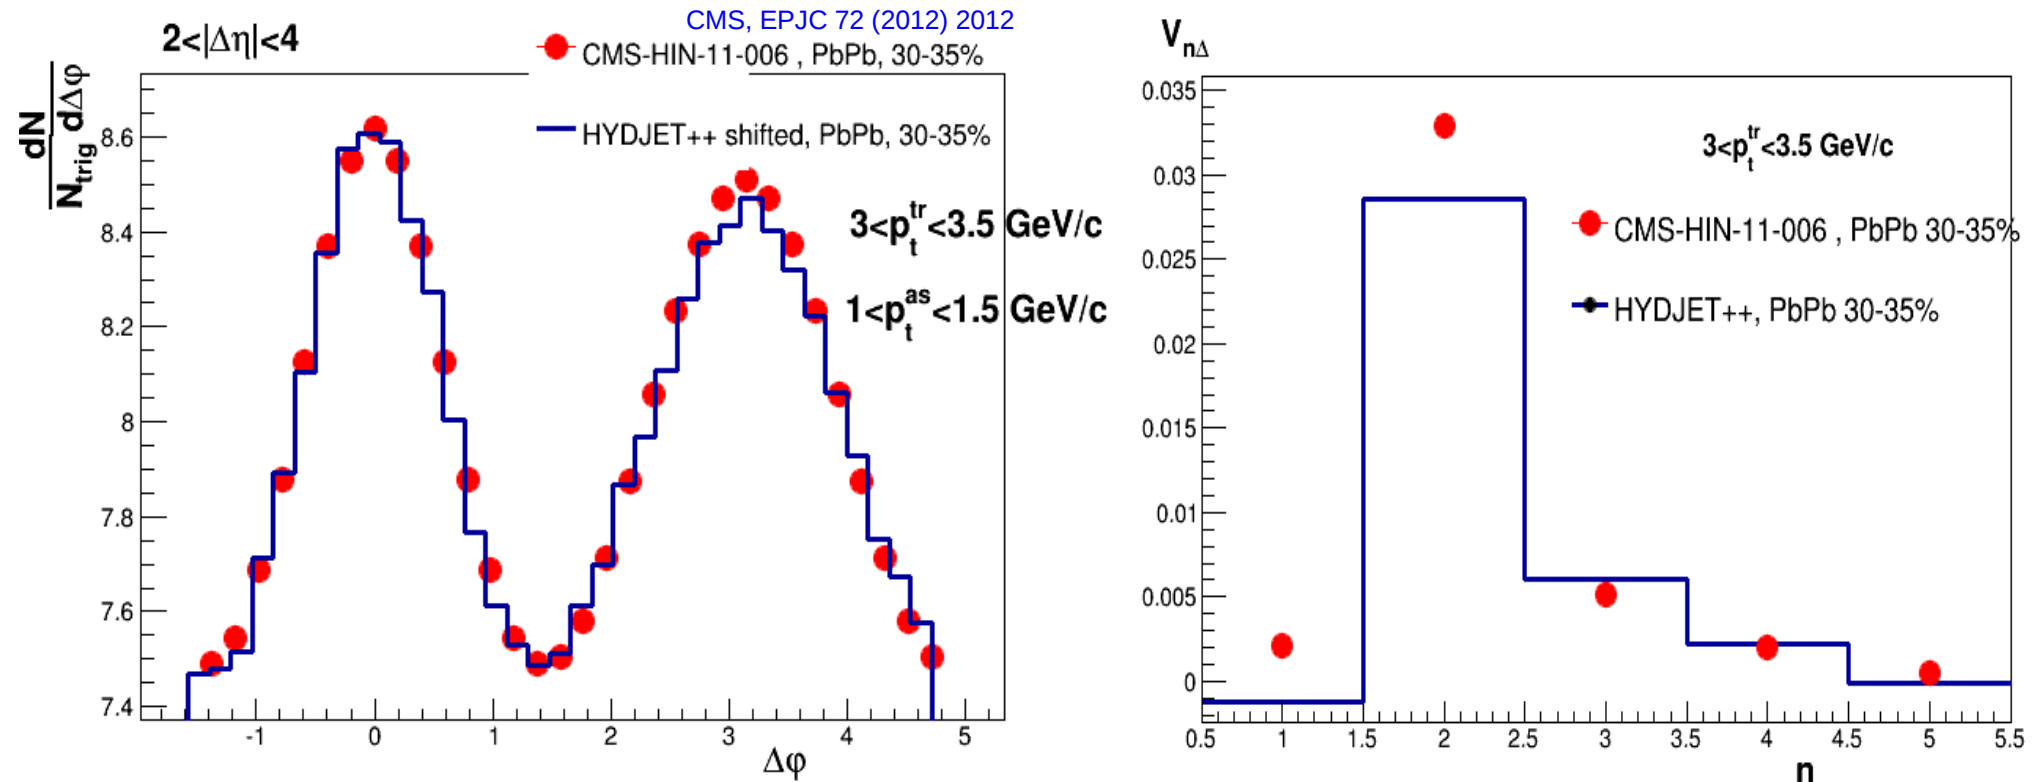 CMS, EPJC 72 (2012) 2012
2<|Δη|<4
CMS-HIN-11-006 , PbPb, 30-35%
HYDJET++ shifted, PbPb, 30-35%
dN
N_trig dΔφ
8.6
8.4
8.2
8
7.8
7.6
7.4
3<p_t^tr<3.5 GeV/c
1<p_t^as<1.5 GeV/c
-1 0 1 2 3 4 5
Δφ
V_nΔ
0.035
0.03
0.025
0.02
0.015
0.01
0.005
0
3<p_t^tr<3.5 GeV/c
CMS-HIN-11-006 , PbPb 30-35%
HYDJET++, PbPb 30-35%
0.5 1 1.5 2 2.5 3 3.5 4 4.5 5 5.5
n